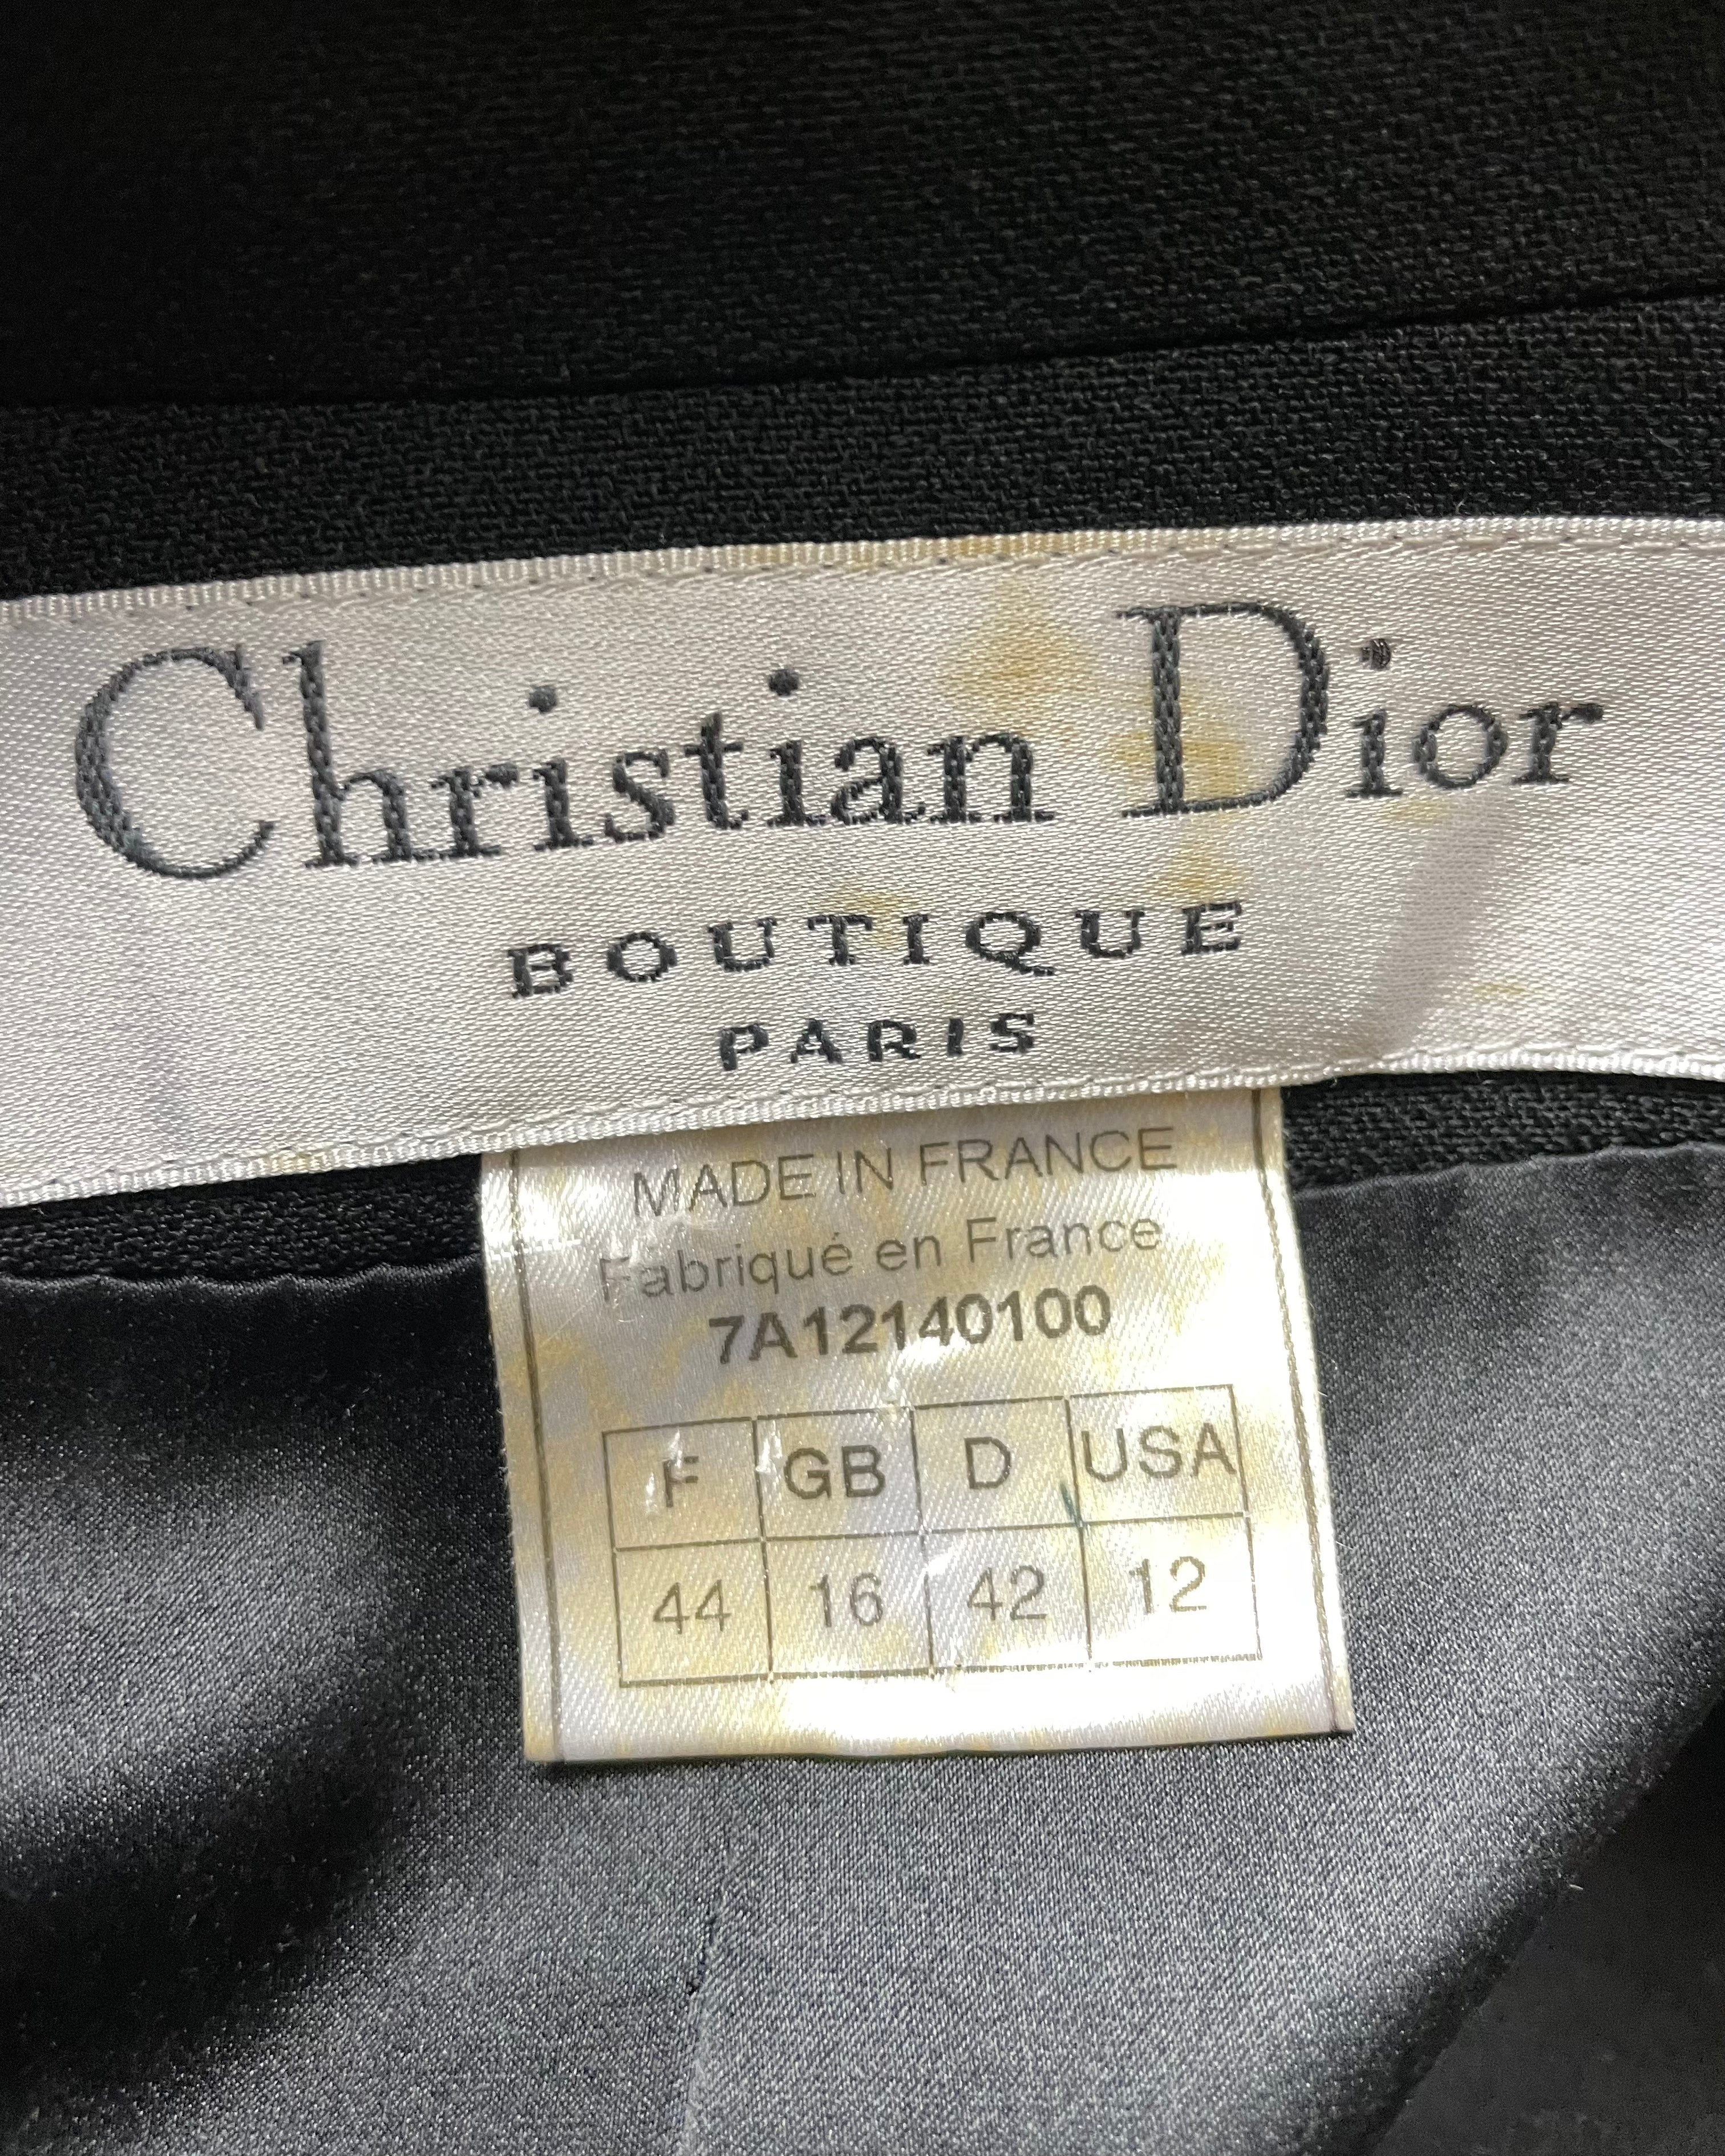 Christian Dior
BOUTIQUE
PARIS
MADE IN FRANCE
Fabriqué en France
7A12140100
F GB D USA
44 16 42 12